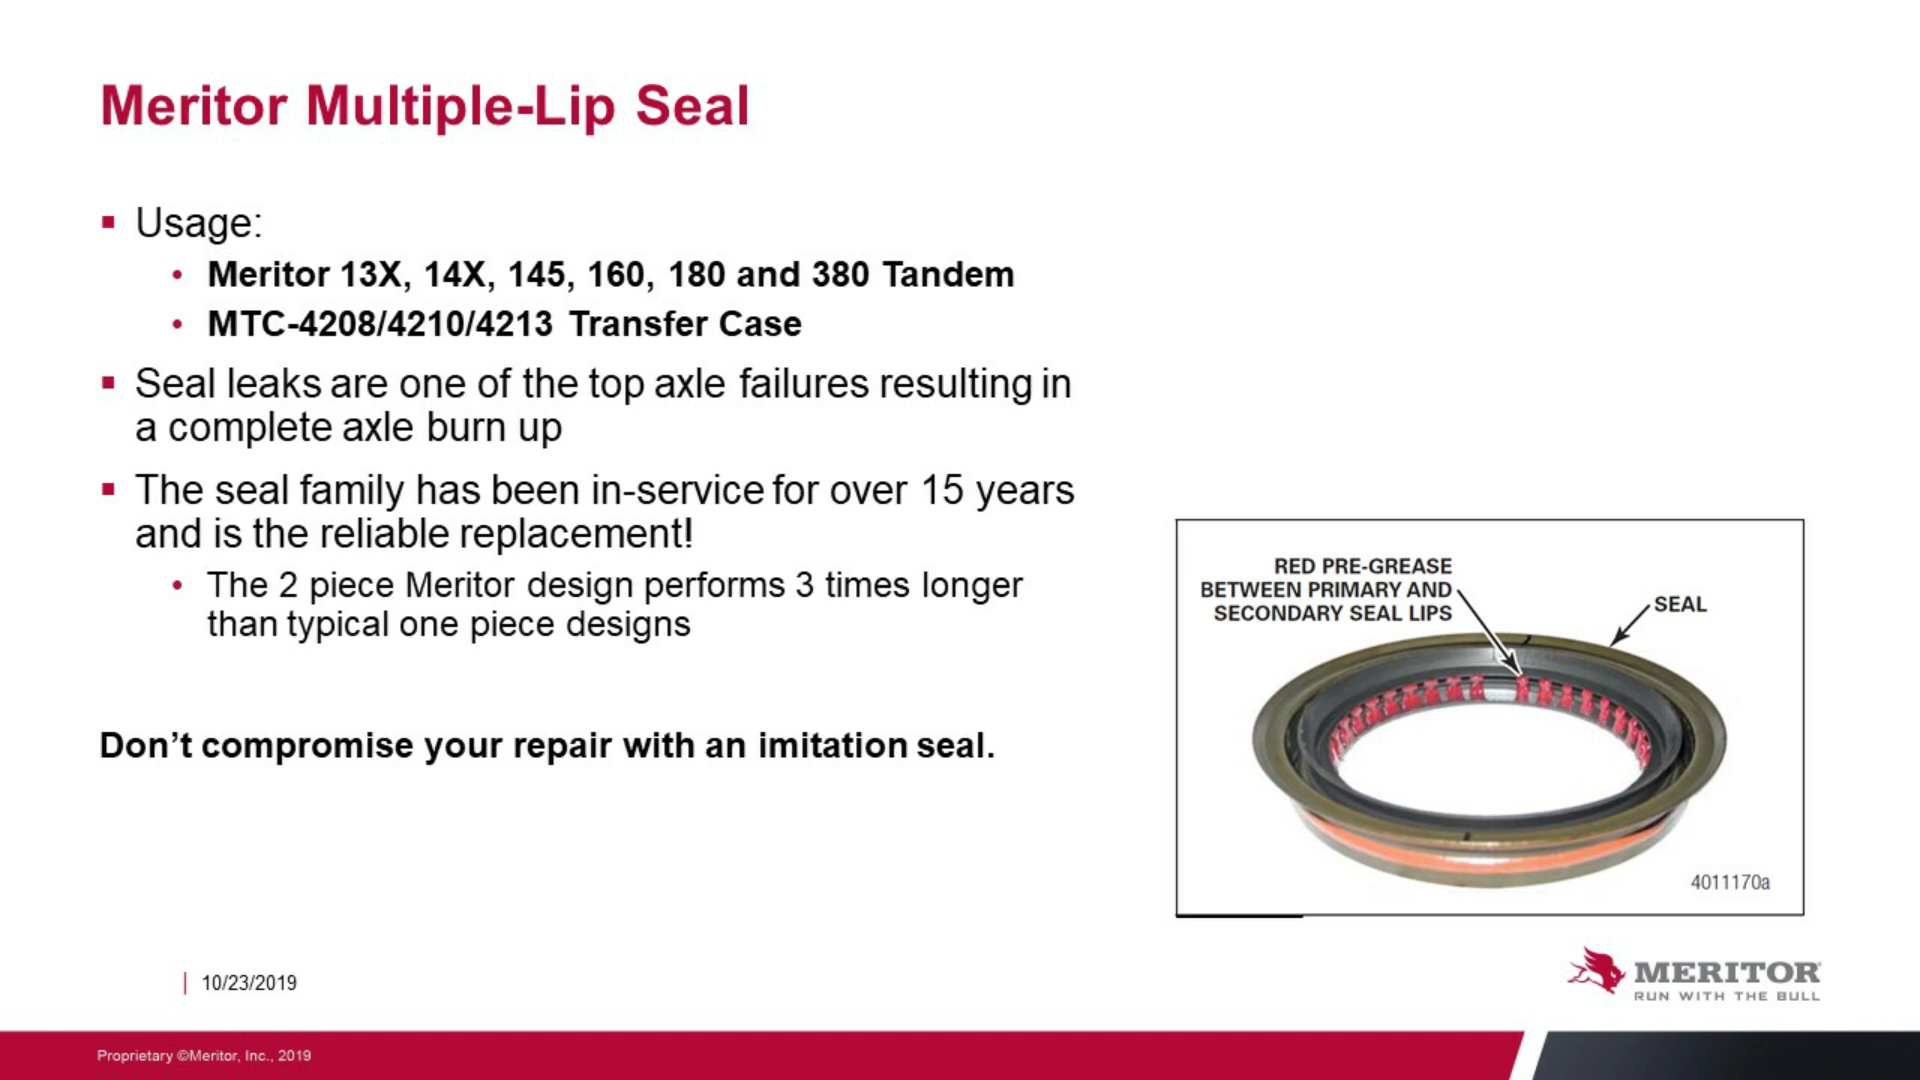 Meritor Multiple-Lip Seal
Usage:
Meritor 13X, 14X, 145, 160, 180 and 380 Tandem
MTC-4208/4210/4213 Transfer Case
Seal leaks are one of the top axle failures resulting in
a complete axle burn up
The seal family has been in-service for over 15 years
and is the reliable replacement!
The 2 piece Meritor design performs 3 times longer
than typical one piece designs
Don’t compromise your repair with an imitation seal.
RED PRE-GREASE
BETWEEN PRIMARY AND
SECONDARY SEAL LIPS
SEAL
4011170a
10/23/2019
MERITOR
RUN WITH THE BULL
Proprietary ©Meritor, Inc., 2019